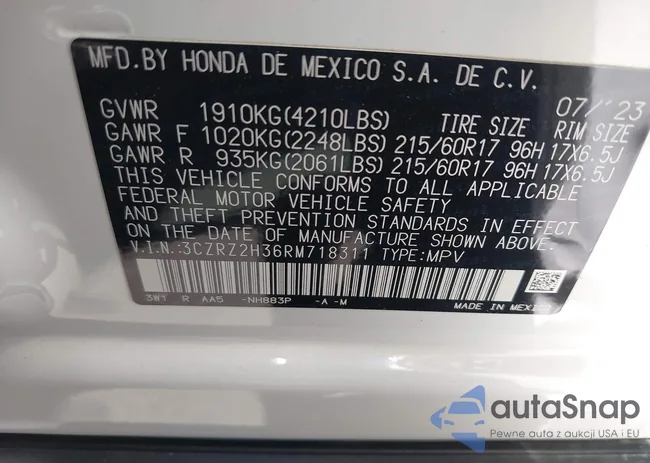 MFD.BY HONDA DE MEXICO S.A. DE C.V.
07/'23
GVWR 1910KG(4210LBS) TIRE SIZE RIM SIZE
GAWR F 1020KG(2248LBS) 215/60R17 96H 17X6.5J
GAWR R 935KG(2061LBS) 215/60R17 96H 17X6.5J
THIS VEHICLE CONFORMS TO ALL APPLICABLE
FEDERAL MOTOR VEHICLE SAFETY
AND THEFT PREVENTION STANDARDS IN EFFECT
ON THE DATE OF MANUFACTURE SHOWN ABOVE.
V.I.N.:3CZRZ2H36RM718311 TYPE:MPV
3WT R AA5 -NH883P -A-M MADE IN MEXICO
autaSnap
Pewne auta z aukcji USA i EU